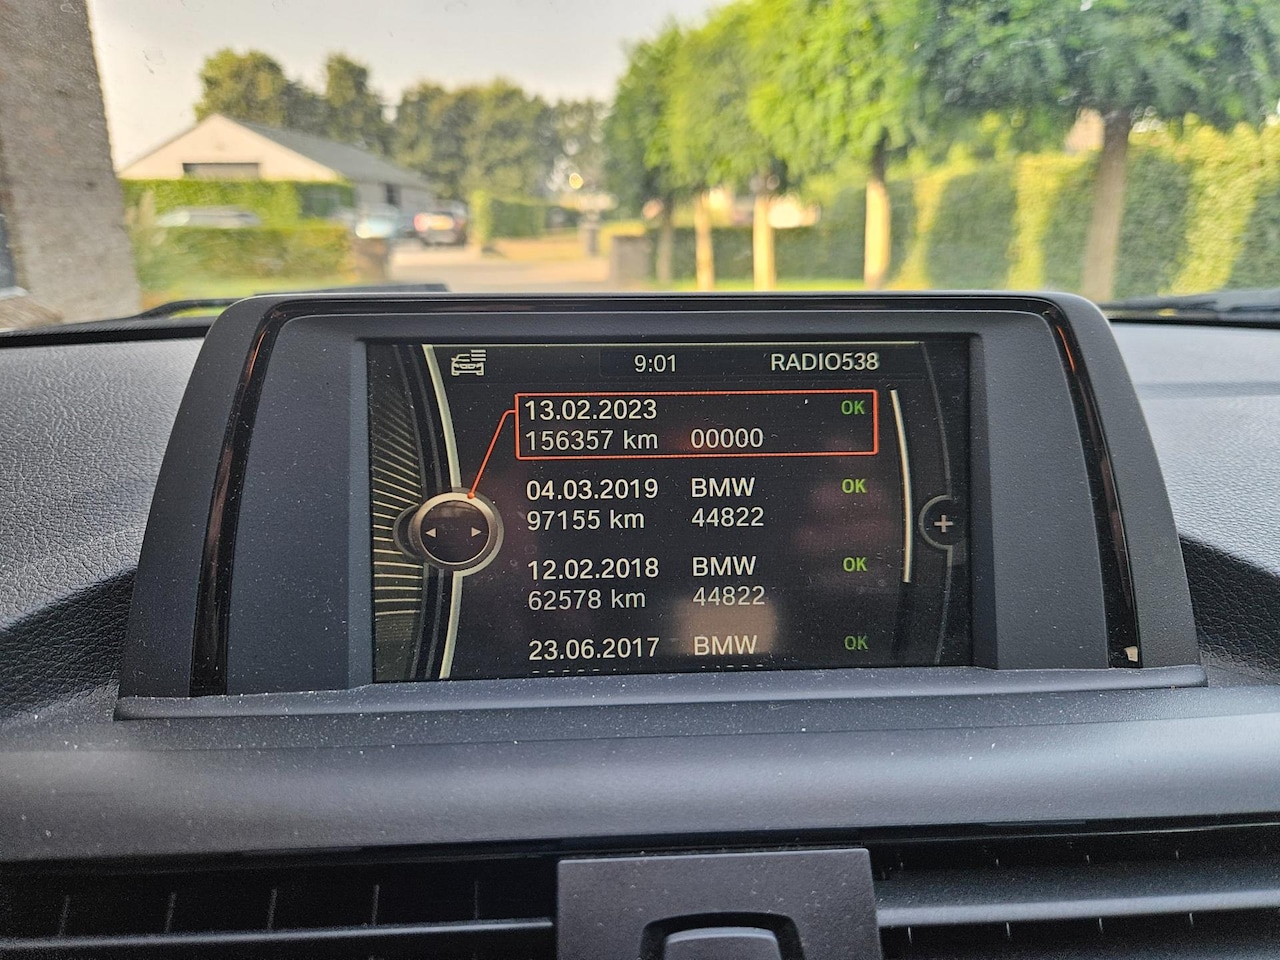 9:01 RADIO538
13.02.2023 OK
156357 km 00000
04.03.2019 BMW OK
97155 km 44822
12.02.2018 BMW OK
62578 km 44822
23.06.2017 BMW OK